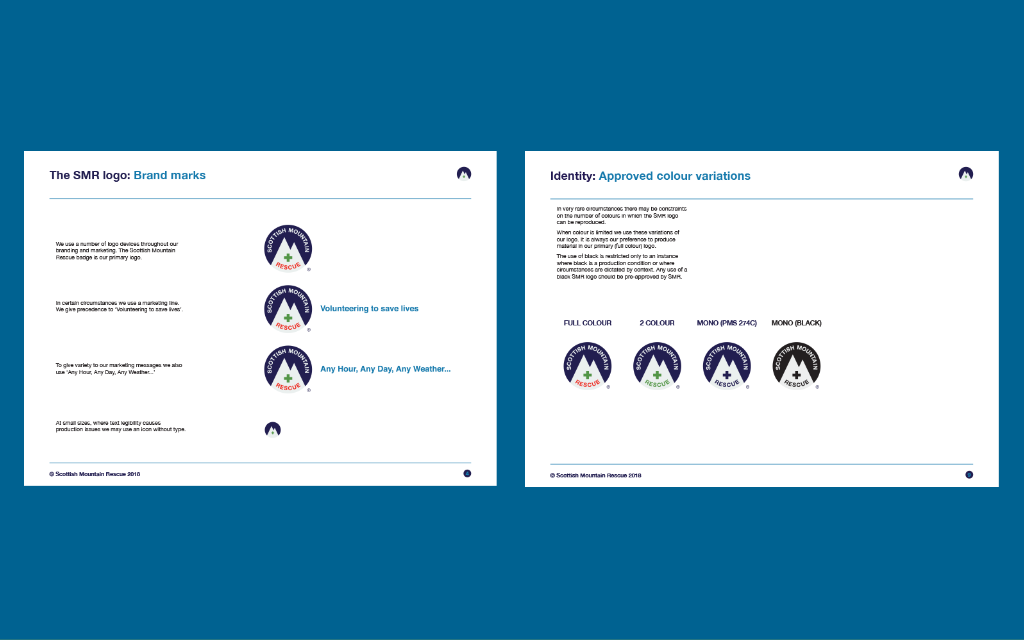 The SMR logo: Brand marks
We use a number of logo devices throughout our
branding and marketing. The Scottish Mountain
Rescue badge is our primary logo.
SCOTTISH MOUNTAIN
RESCUE
®
In certain circumstances we use a marketing line.
We give precedence to 'Volunteering to save lives'.
SCOTTISH MOUNTAIN
RESCUE
®
Volunteering to save lives
To give variety to our marketing messages we also
use 'Any Hour, Any Day, Any Weather...'
SCOTTISH MOUNTAIN
RESCUE
®
Any Hour, Any Day, Any Weather...
At small sizes, where text legibility causes
production issues we may use an icon without type.
© Scottish Mountain Rescue 2018
Identity: Approved colour variations
In very rare circumstances there may be constraints
on the number of colours in which the SMR logo
can be reproduced.
When colour is limited we use these variations of
our logo. It is always our preference to produce
material in our primary (full colour) logo.
The use of black is restricted only to an instance
where black is a production condition or where
circumstances are dictated by context. Any use of a
black SMR logo should be pre-approved by SMR.
FULL COLOUR
2 COLOUR
MONO (PMS 274C)
MONO (BLACK)
SCOTTISH MOUNTAIN
RESCUE
®
SCOTTISH MOUNTAIN
RESCUE
®
SCOTTISH MOUNTAIN
RESCUE
®
SCOTTISH MOUNTAIN
RESCUE
®
© Scottish Mountain Rescue 2018